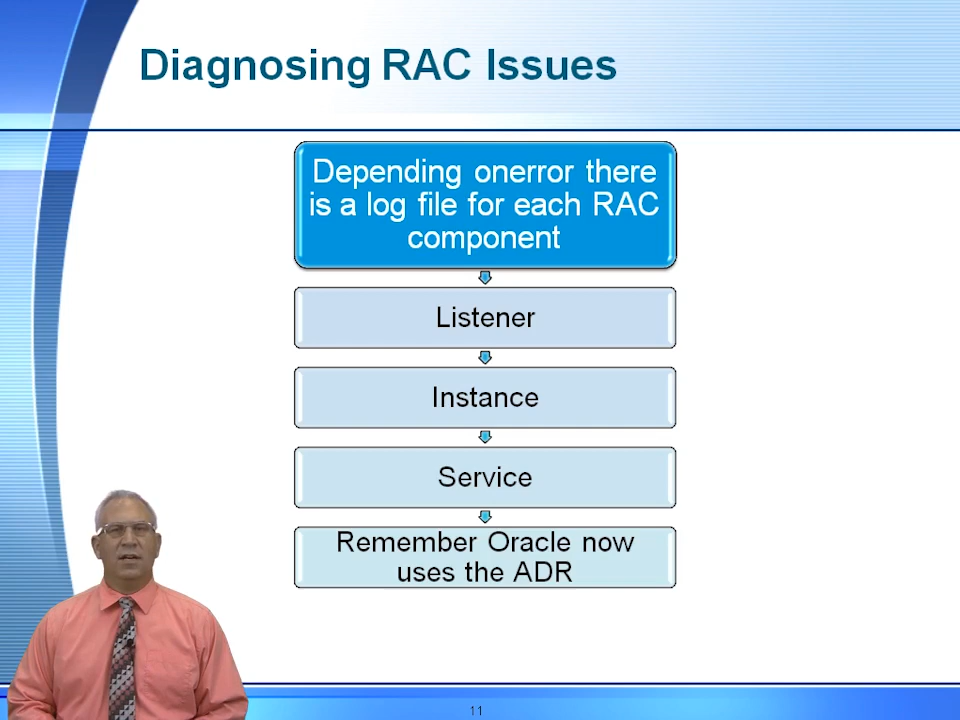 Diagnosing RAC Issues
Depending onerror there
is a log file for each RAC
component
Listener
Instance
Service
Remember Oracle now
uses the ADR
11